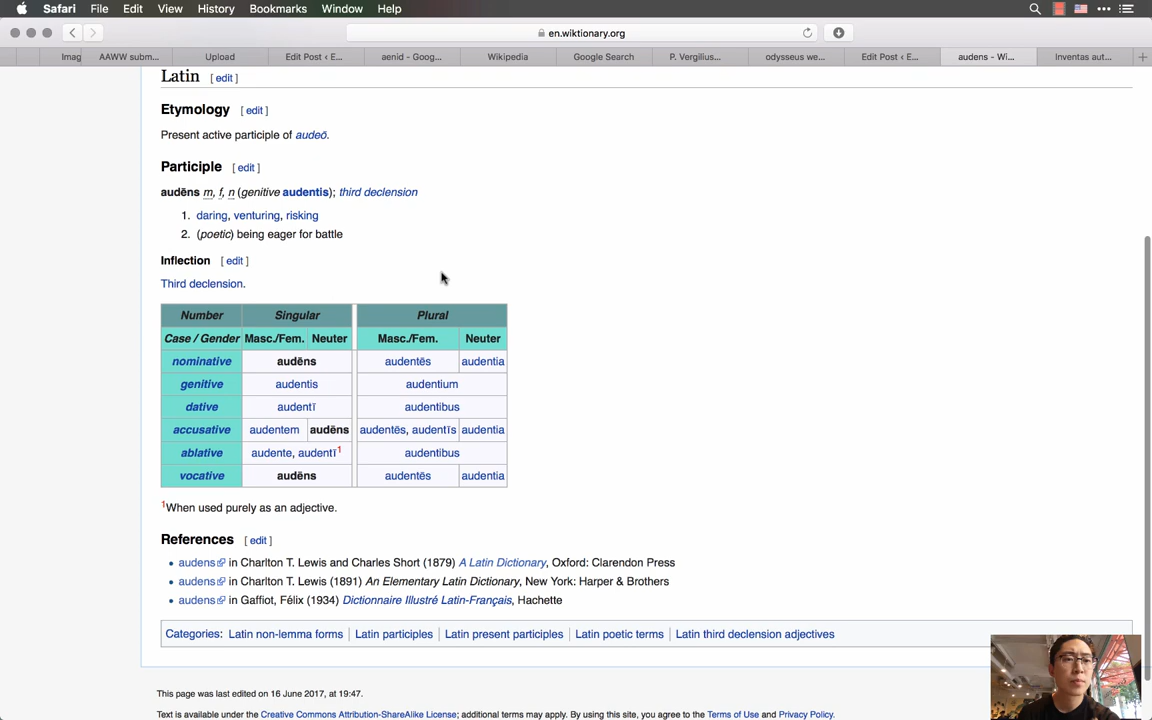 Safari File Edit View History Bookmarks Window Help
en.wiktionary.org
Imag AAWW subm... Upload Edit Post ‹ E... aenid - Goog... Wikipedia Google Search P. Vergilius... odysseus we... Edit Post ‹ E... audens - Wi... Inventas aut...
Latin [ edit ]
Etymology [ edit ]
Present active participle of audeō.
Participle [ edit ]
audēns m, f, n (genitive audentis); third declension
1. daring, venturing, risking
2. (poetic) being eager for battle
Inflection [ edit ]
Third declension.
Number Singular Plural
Case / Gender Masc./Fem. Neuter Masc./Fem. Neuter
nominative audēns audentēs audentia
genitive audentis audentium
dative audentī audentibus
accusative audentem audēns audentēs, audentīs audentia
ablative audente, audentī1 audentibus
vocative audēns audentēs audentia
1When used purely as an adjective.
References [ edit ]
• audens in Charlton T. Lewis and Charles Short (1879) A Latin Dictionary, Oxford: Clarendon Press
• audens in Charlton T. Lewis (1891) An Elementary Latin Dictionary, New York: Harper & Brothers
• audens in Gaffiot, Félix (1934) Dictionnaire Illustré Latin-Français, Hachette
Categories: Latin non-lemma forms | Latin participles | Latin present participles | Latin poetic terms | Latin third declension adjectives
This page was last edited on 16 June 2017, at 19:47.
Text is available under the Creative Commons Attribution-ShareAlike License; additional terms may apply. By using this site, you agree to the Terms of Use and Privacy Policy.